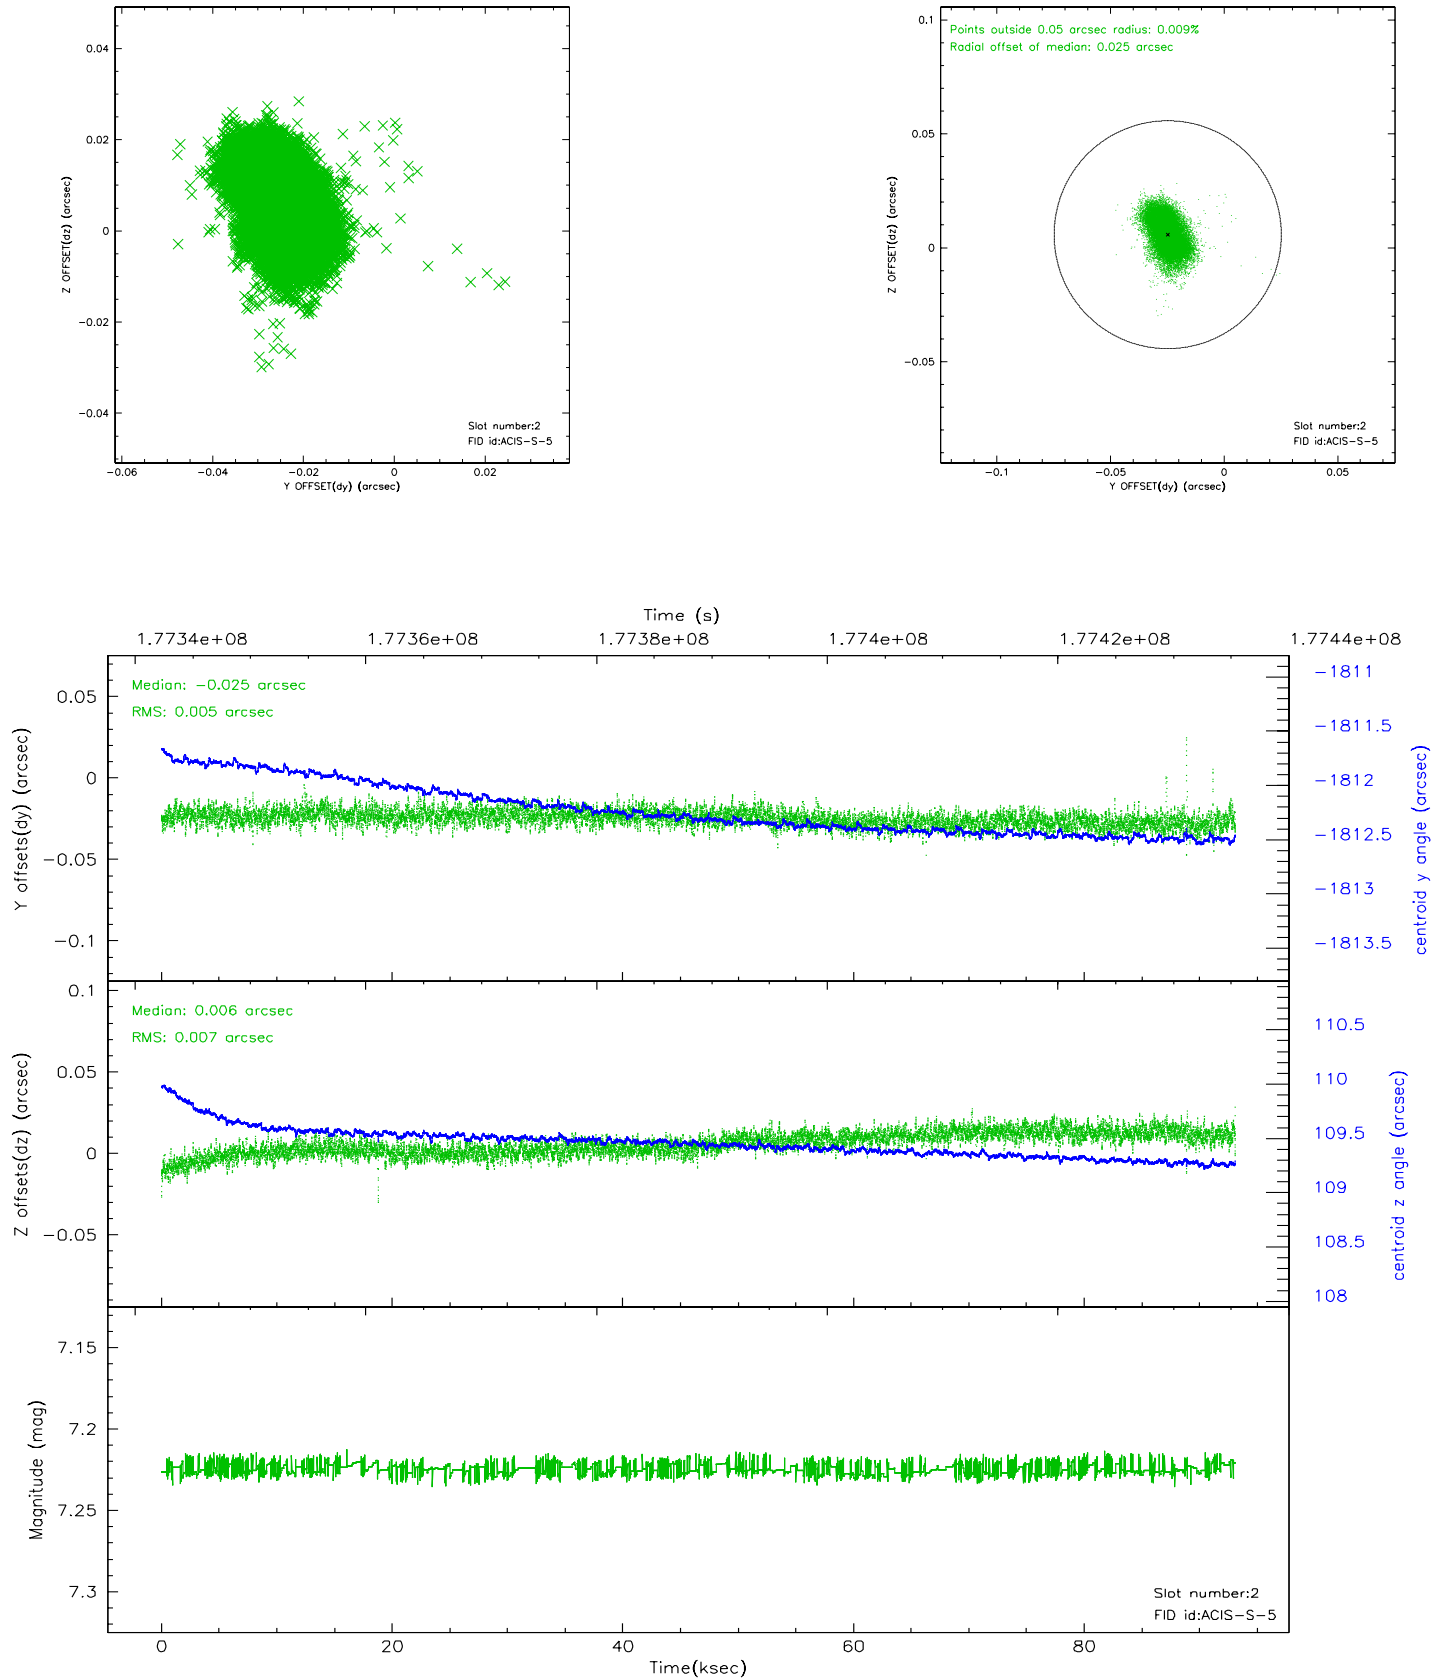 0.04
0.02
0
−0.02
−0.04
Z OFFSET(dz) (arcsec)
Slot number:2
FID id:ACIS−S−5
−0.06
−0.04
−0.02
0
0.02
Y OFFSET(dy) (arcsec)
0.1
0.05
0
−0.05
Z OFFSET(dz) (arcsec)
Points outside 0.05 arcsec radius: 0.009%
Radial offset of median: 0.025 arcsec
Slot number:2
FID id:ACIS−S−5
−0.1
−0.05
0
0.05
Y OFFSET(dy) (arcsec)
Time (s)
1.7734e+08
1.7736e+08
1.7738e+08
1.774e+08
1.7742e+08
1.7744e+08
Y offsets(dy) (arcsec)
0.05
0
−0.05
−0.1
Median: −0.025 arcsec
RMS: 0.005 arcsec
−1811
−1811.5
−1812
−1812.5
−1813
−1813.5
centroid y angle (arcsec)
Z offsets(dz) (arcsec)
0.1
0.05
0
−0.05
Median: 0.006 arcsec
RMS: 0.007 arcsec
110.5
110
109.5
109
108.5
108
centroid z angle (arcsec)
Magnitude (mag)
7.15
7.2
7.25
7.3
Slot number:2
FID id:ACIS−S−5
0
20
40
60
80
Time(ksec)